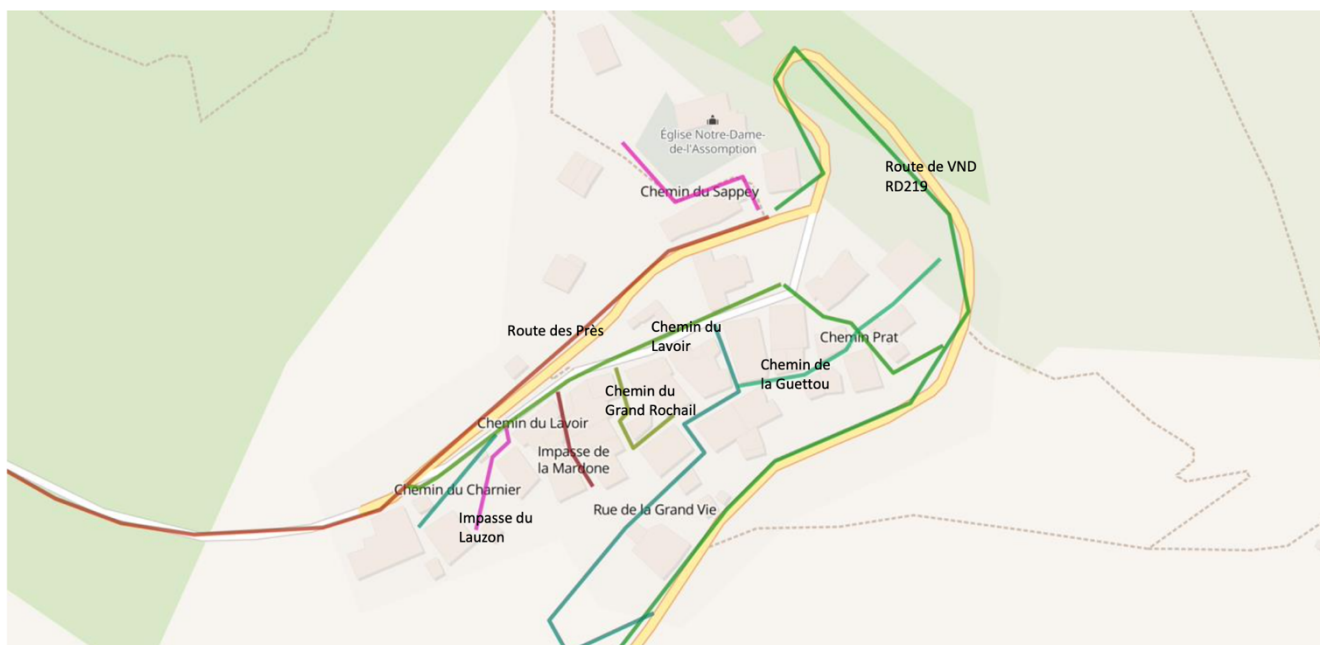 Église Notre-Dame-
de-l'Assomption
Route de VND
RD219
Chemin du Sappey
Route des Près
Chemin du
Lavoir
Chemin Prat
Chemin de
la Guettou
Chemin du
Grand Rochail
Chemin du Lavoir
Impasse de
la Mardone
Chemin du Charnier
Rue de la Grand Vie
Impasse du
Lauzon